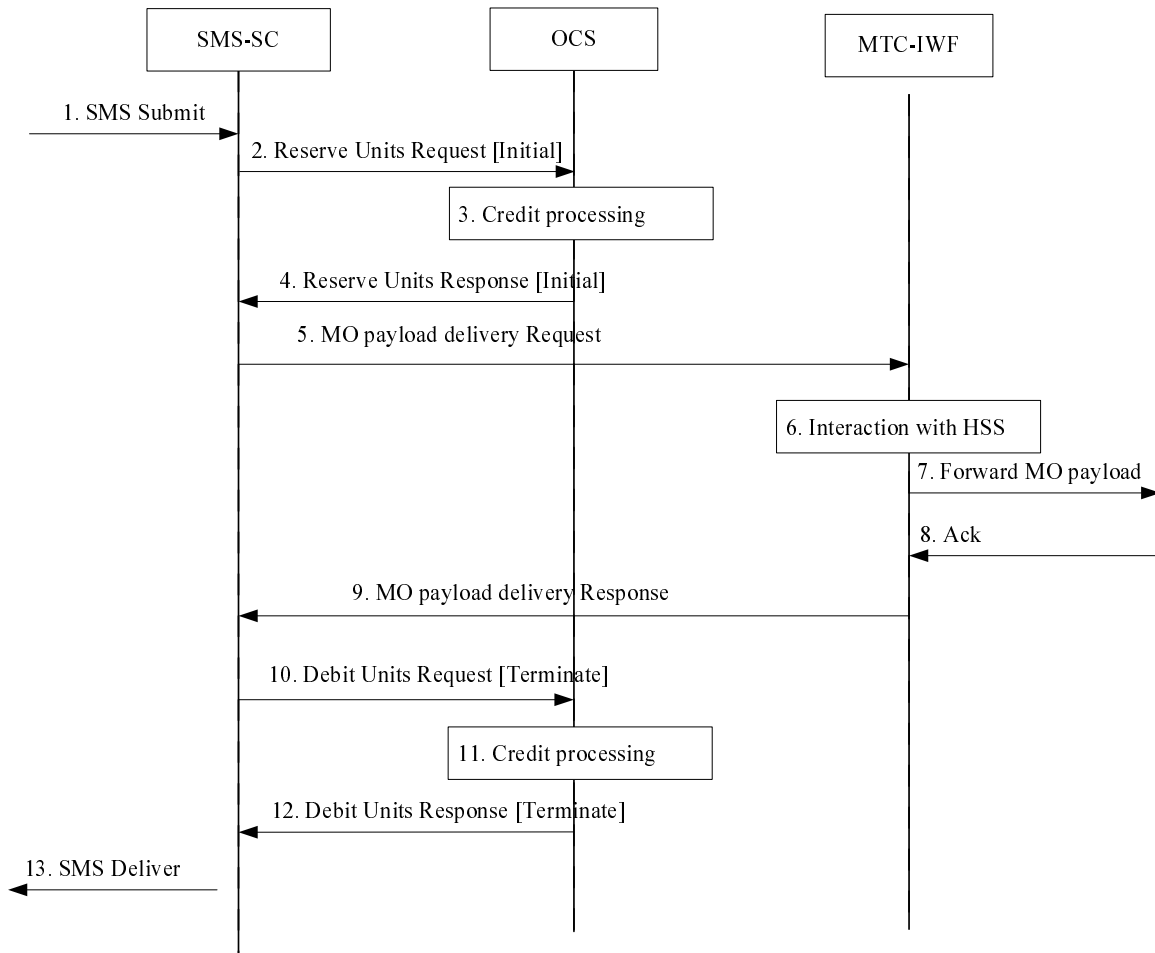 SMS-SC
OCS
MTC-IWF
1. SMS Submit
2. Reserve Units Request [Initial]
3. Credit processing
4. Reserve Units Response [Initial]
5. MO payload delivery Request
6. Interaction with HSS
7. Forward MO payload
8. Ack
9. MO payload delivery Response
10. Debit Units Request [Terminate]
11. Credit processing
12. Debit Units Response [Terminate]
13. SMS Deliver